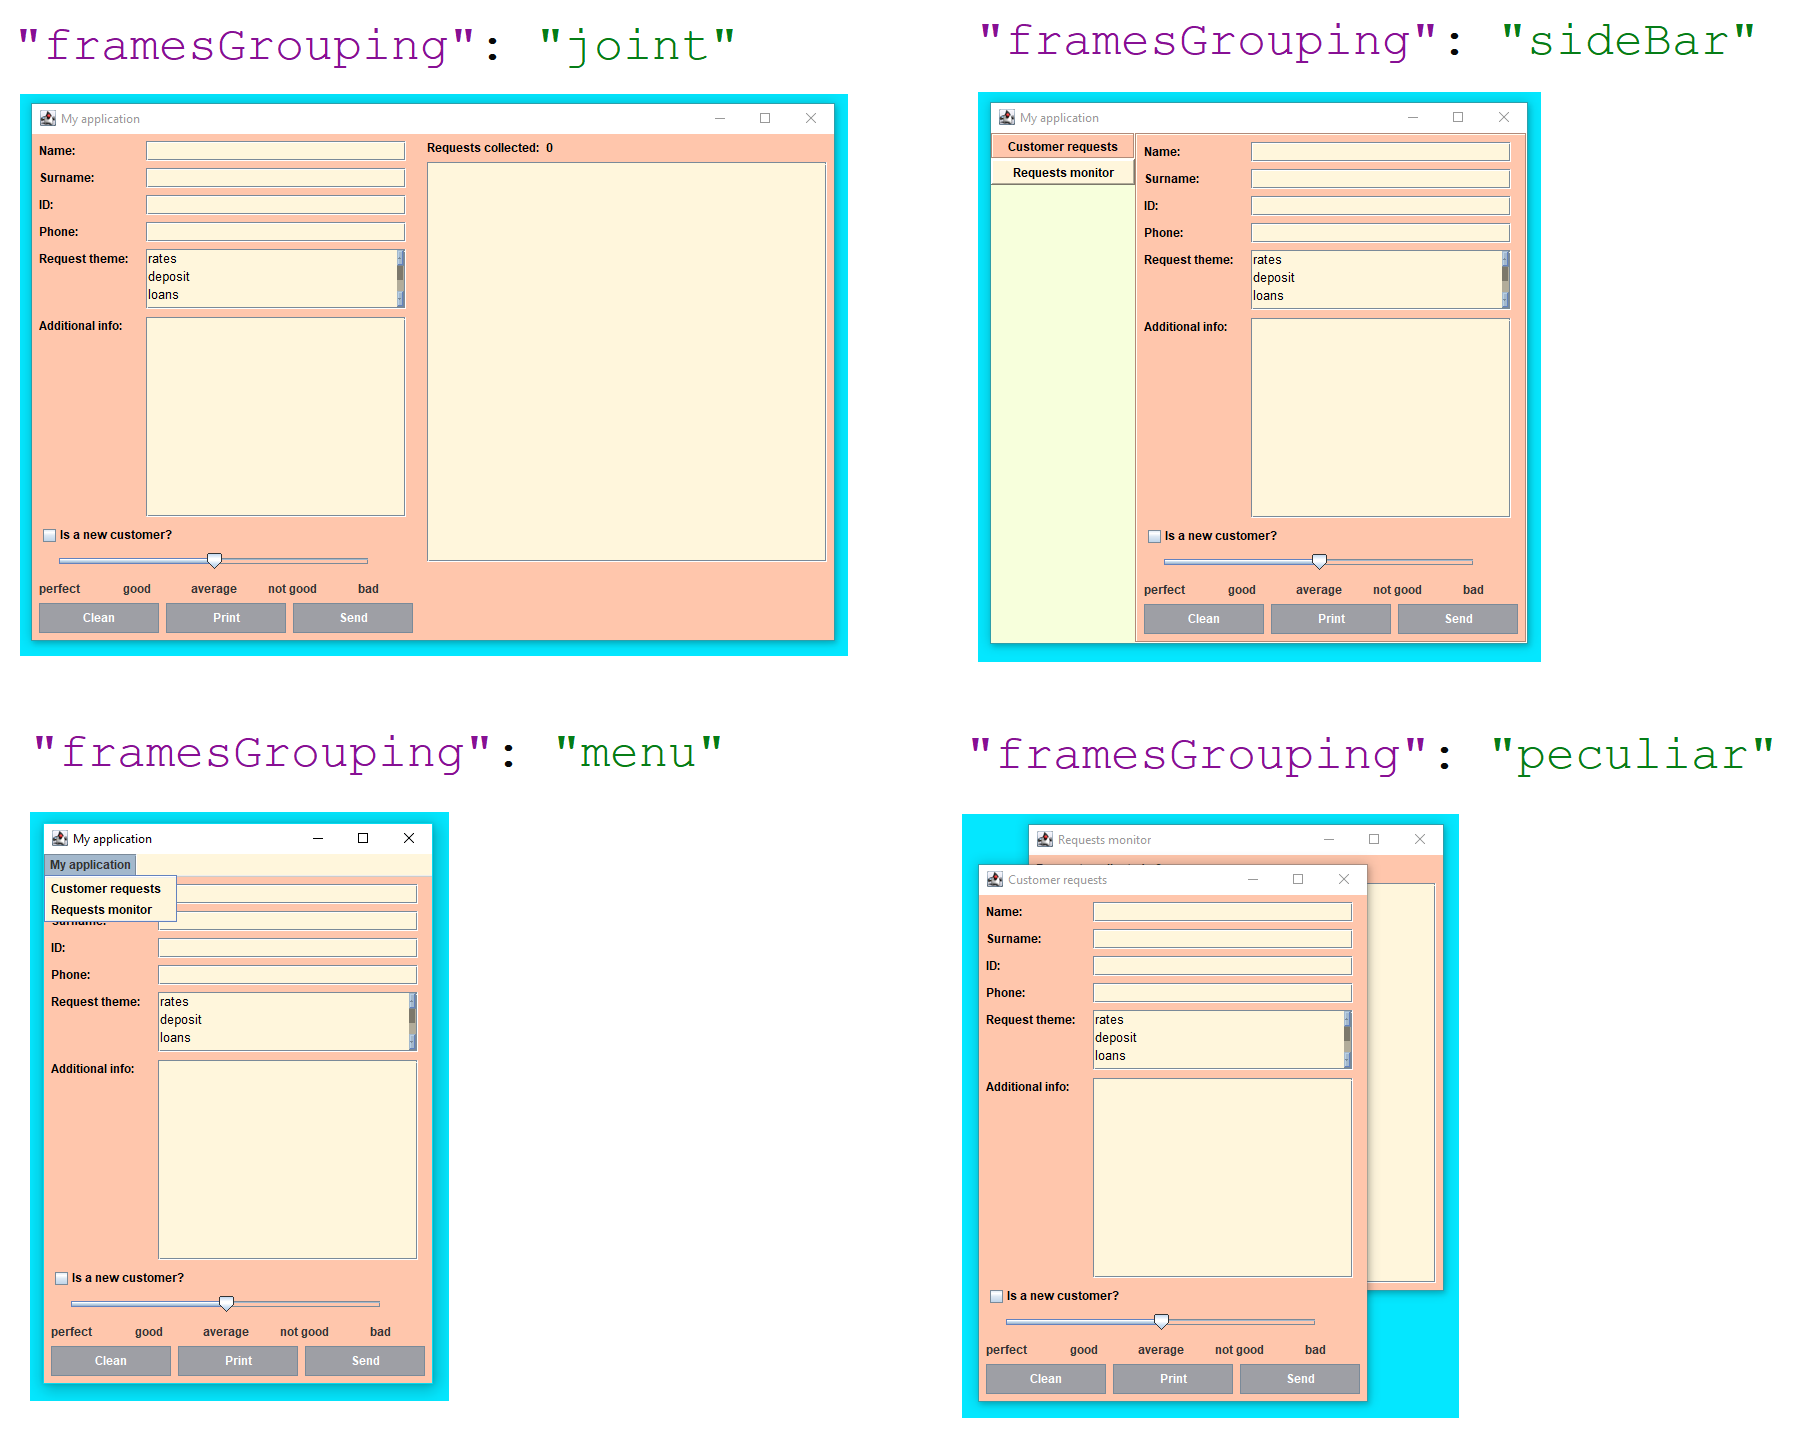 "framesGrouping": "joint"
My application
Name:
Requests collected: 0
Surname:
ID:
Phone:
Request theme:
rates
deposit
loans
Additional info:
Is a new customer?
perfect good average not good bad
Clean Print Send
"framesGrouping": "sideBar"
My application
Customer requests
Requests monitor
Name:
Surname:
ID:
Phone:
Request theme:
rates
deposit
loans
Additional info:
Is a new customer?
perfect good average not good bad
Clean Print Send
"framesGrouping": "menu"
My application
My application
Customer requests
Requests monitor
Surname:
ID:
Phone:
Request theme:
rates
deposit
loans
Additional info:
Is a new customer?
perfect good average not good bad
Clean Print Send
"framesGrouping": "peculiar"
Requests monitor
Customer requests
Name:
Surname:
ID:
Phone:
Request theme:
rates
deposit
loans
Additional info:
Is a new customer?
perfect good average not good bad
Clean Print Send